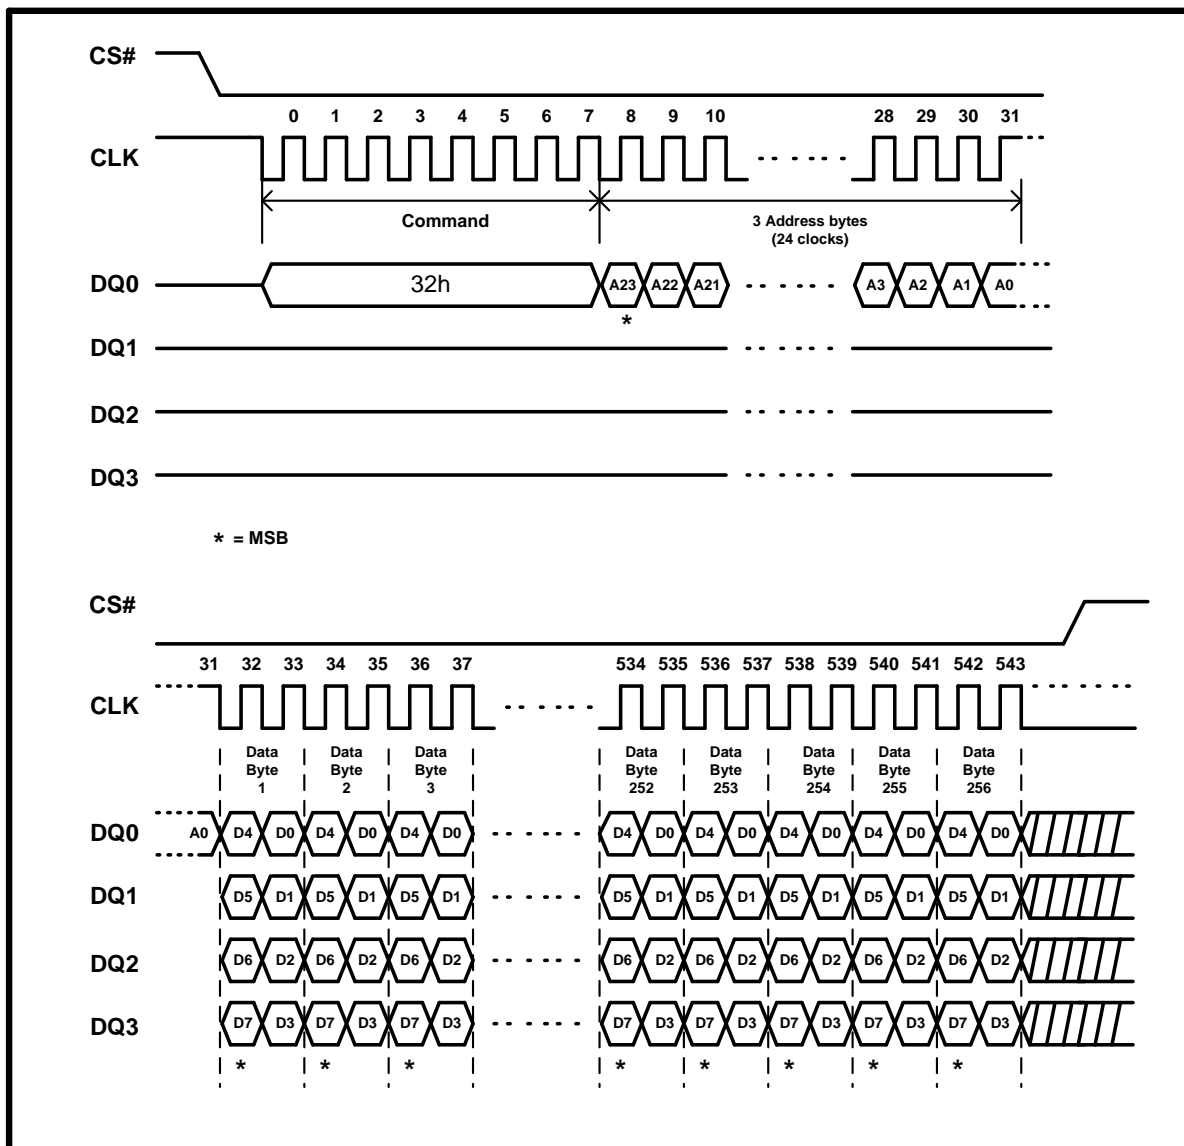 CS#
0 1 2 3 4 5 6 7 8 9 10 28 29 30 31
CLK
Command
3 Address bytes
(24 clocks)
DQ0 32h A23 A22 A21 A3 A2 A1 A0
*
DQ1
DQ2
DQ3
* = MSB
CS#
31 32 33 34 35 36 37 534 535 536 537 538 539 540 541 542 543
CLK
Data Data Data Data Data Data Data Data
Byte Byte Byte Byte Byte Byte Byte Byte
1 2 3 252 253 254 255 256
DQ0 A0 D4 D0 D4 D0 D4 D0 D4 D0 D4 D0 D4 D0 D4 D0 D4 D0
DQ1 D5 D1 D5 D1 D5 D1 D5 D1 D5 D1 D5 D1 D5 D1 D5 D1
DQ2 D6 D2 D6 D2 D6 D2 D6 D2 D6 D2 D6 D2 D6 D2 D6 D2
DQ3 D7 D3 D7 D3 D7 D3 D7 D3 D7 D3 D7 D3 D7 D3 D7 D3
* * * * * * * *